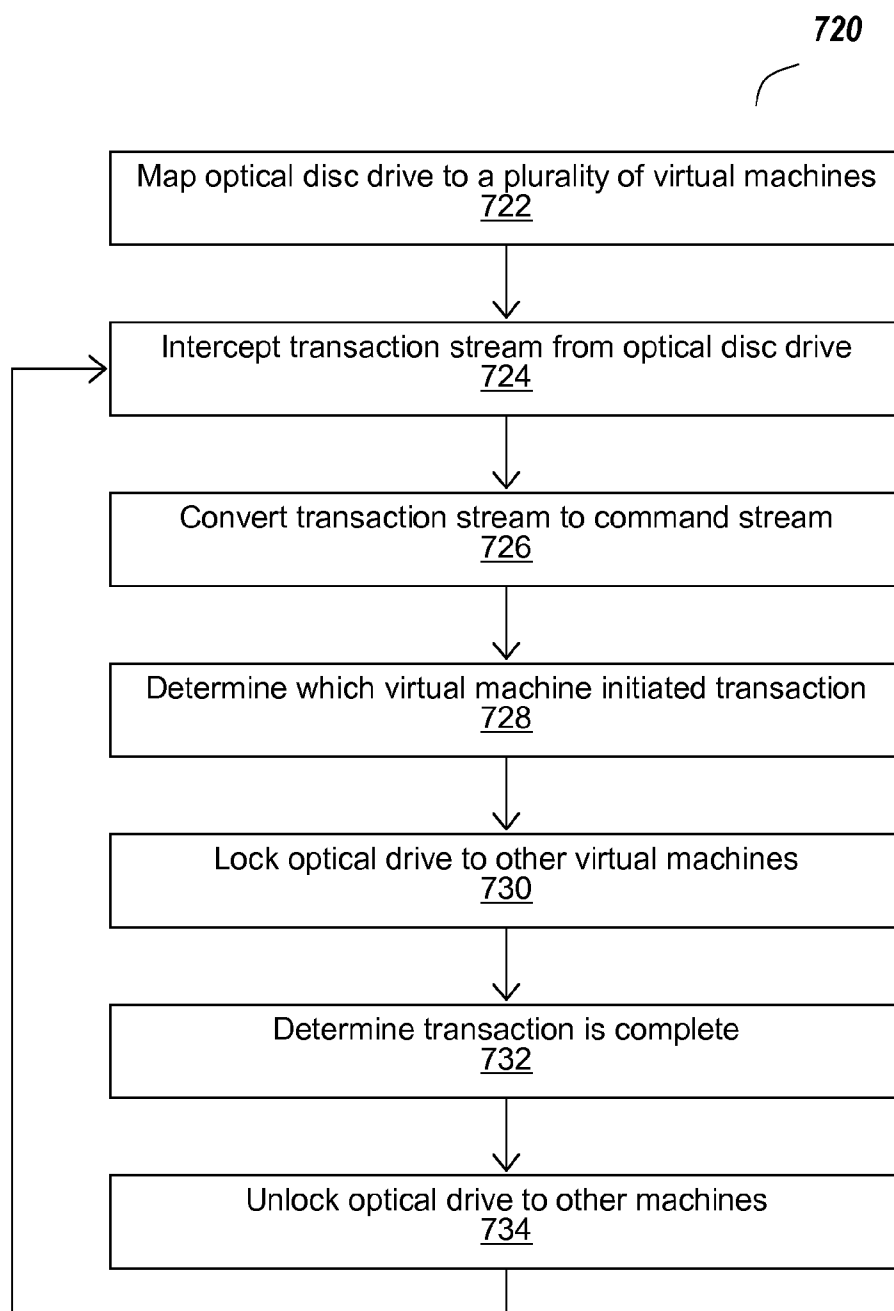 720
Map optical disc drive to a plurality of virtual machines
722
Intercept transaction stream from optical disc drive
724
Convert transaction stream to command stream
726
Determine which virtual machine initiated transaction
728
Lock optical drive to other virtual machines
730
Determine transaction is complete
732
Unlock optical drive to other machines
734